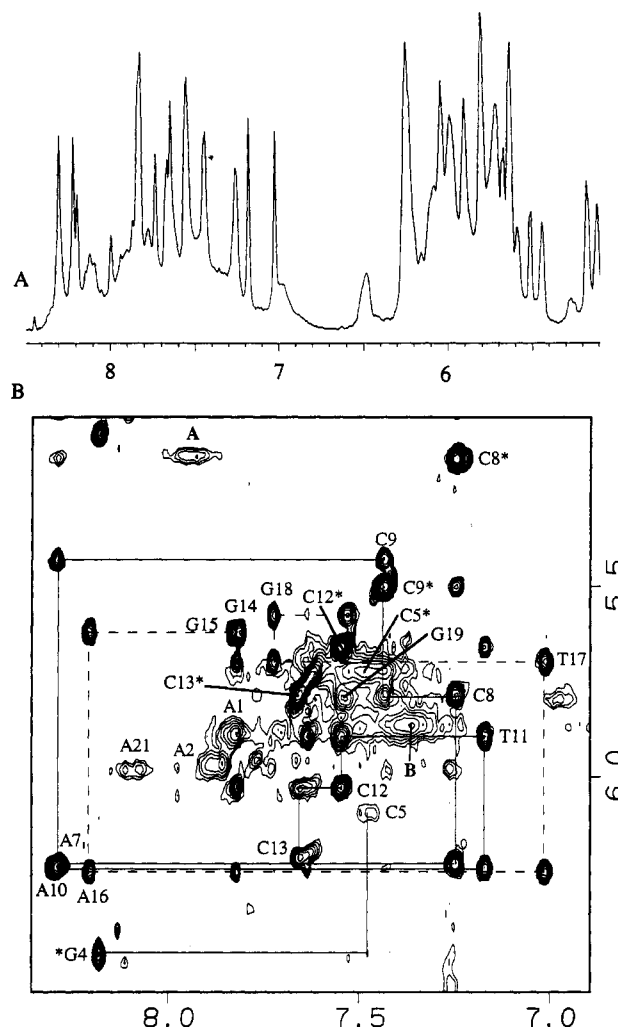 A
8 7 6
B
A
C8*
C9
C9*
G18 C12*
C5*
G14
G15
G19
T17
C13*
C8
A1
T11
A21 A2
B
C12
C5
C13
A7
A10 A16
*G4
5.5
6.0
8.0 7.5 7.0